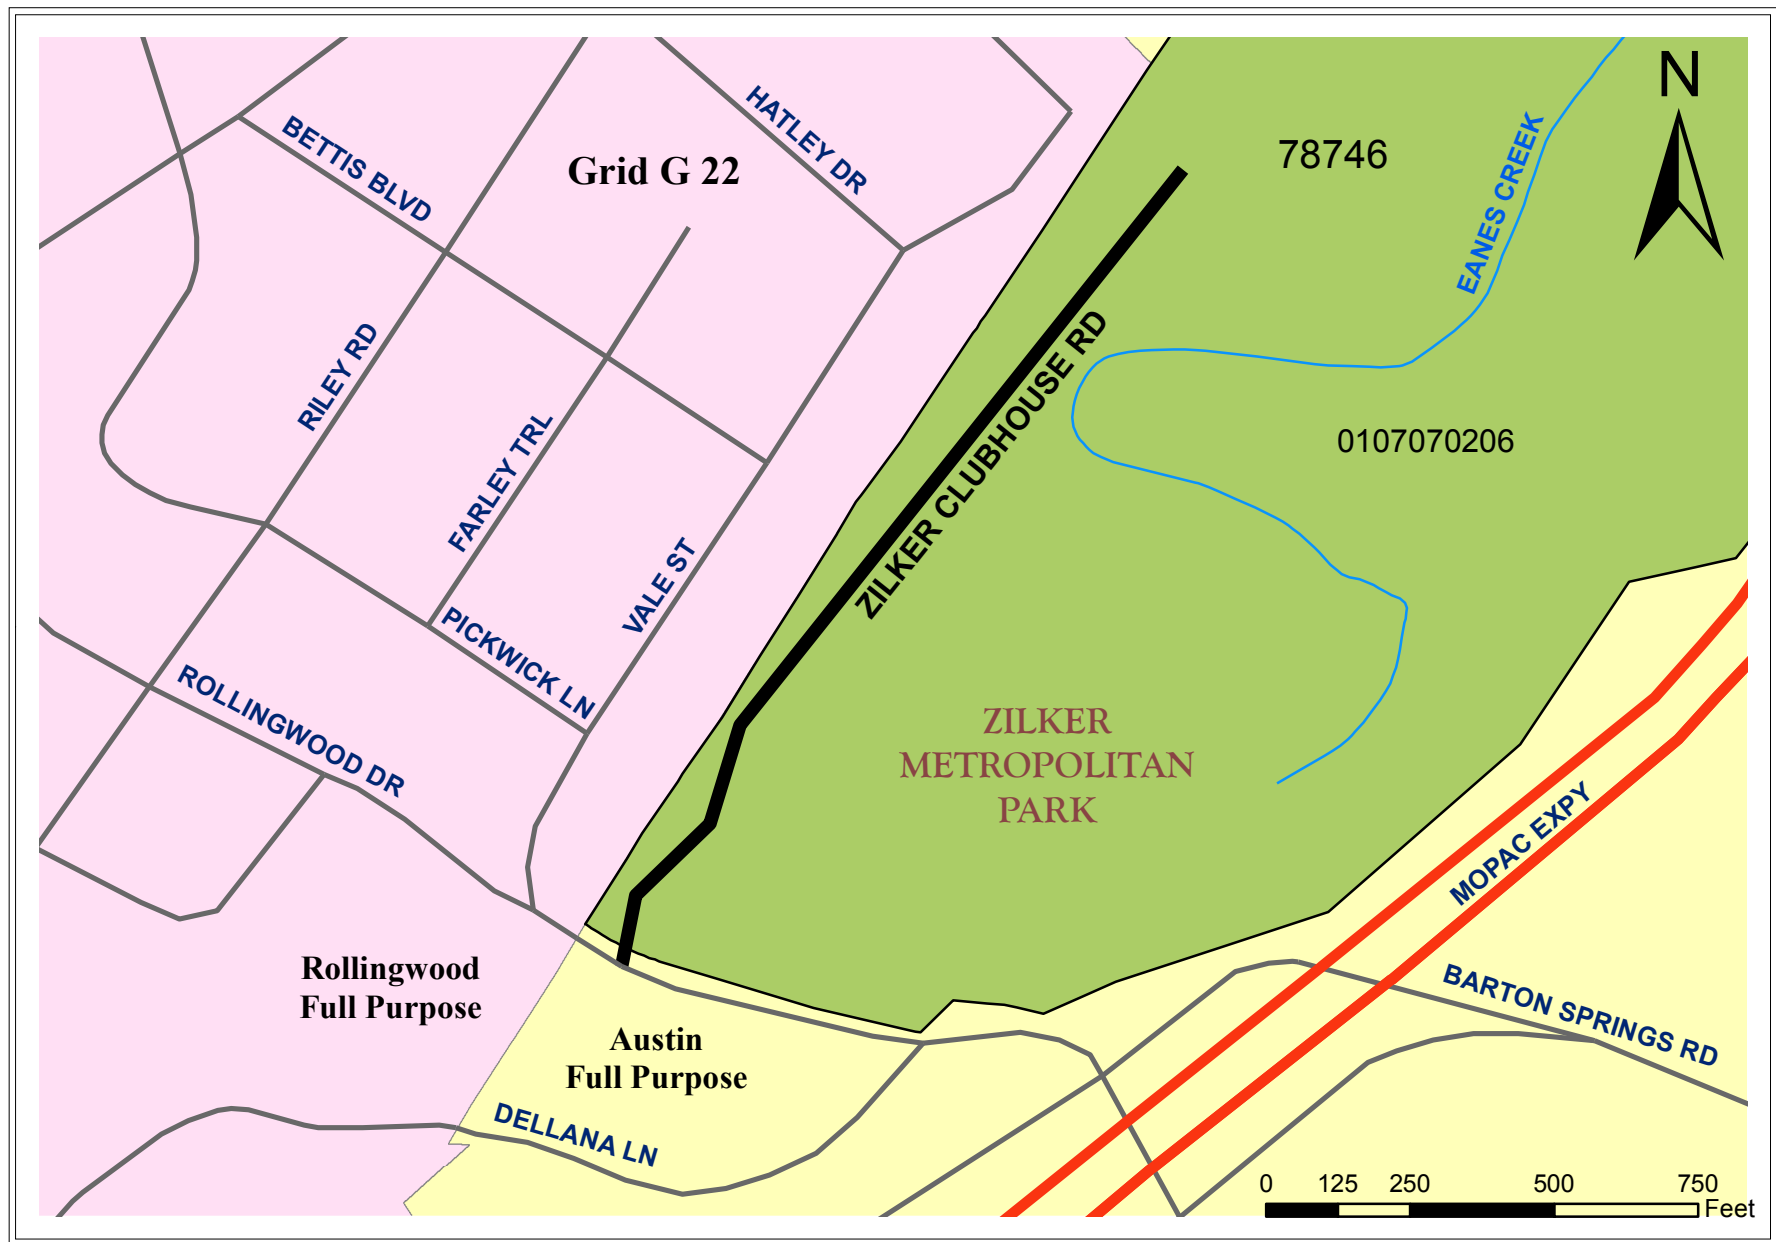 N
HATLEY DR
BETTIS BLVD
Grid G 22
78746
EANES CREEK
RILEY RD
ZILKER CLUBHOUSE RD
FARLEY TRL
0107070206
VALE ST
PICKWICK LN
ROLLINGWOOD DR
ZILKER
METROPOLITAN
PARK
MOPAC EXPY
Rollingwood
Full Purpose
BARTON SPRINGS RD
Austin
Full Purpose
DELLANA LN
0 125 250 500 750
Feet